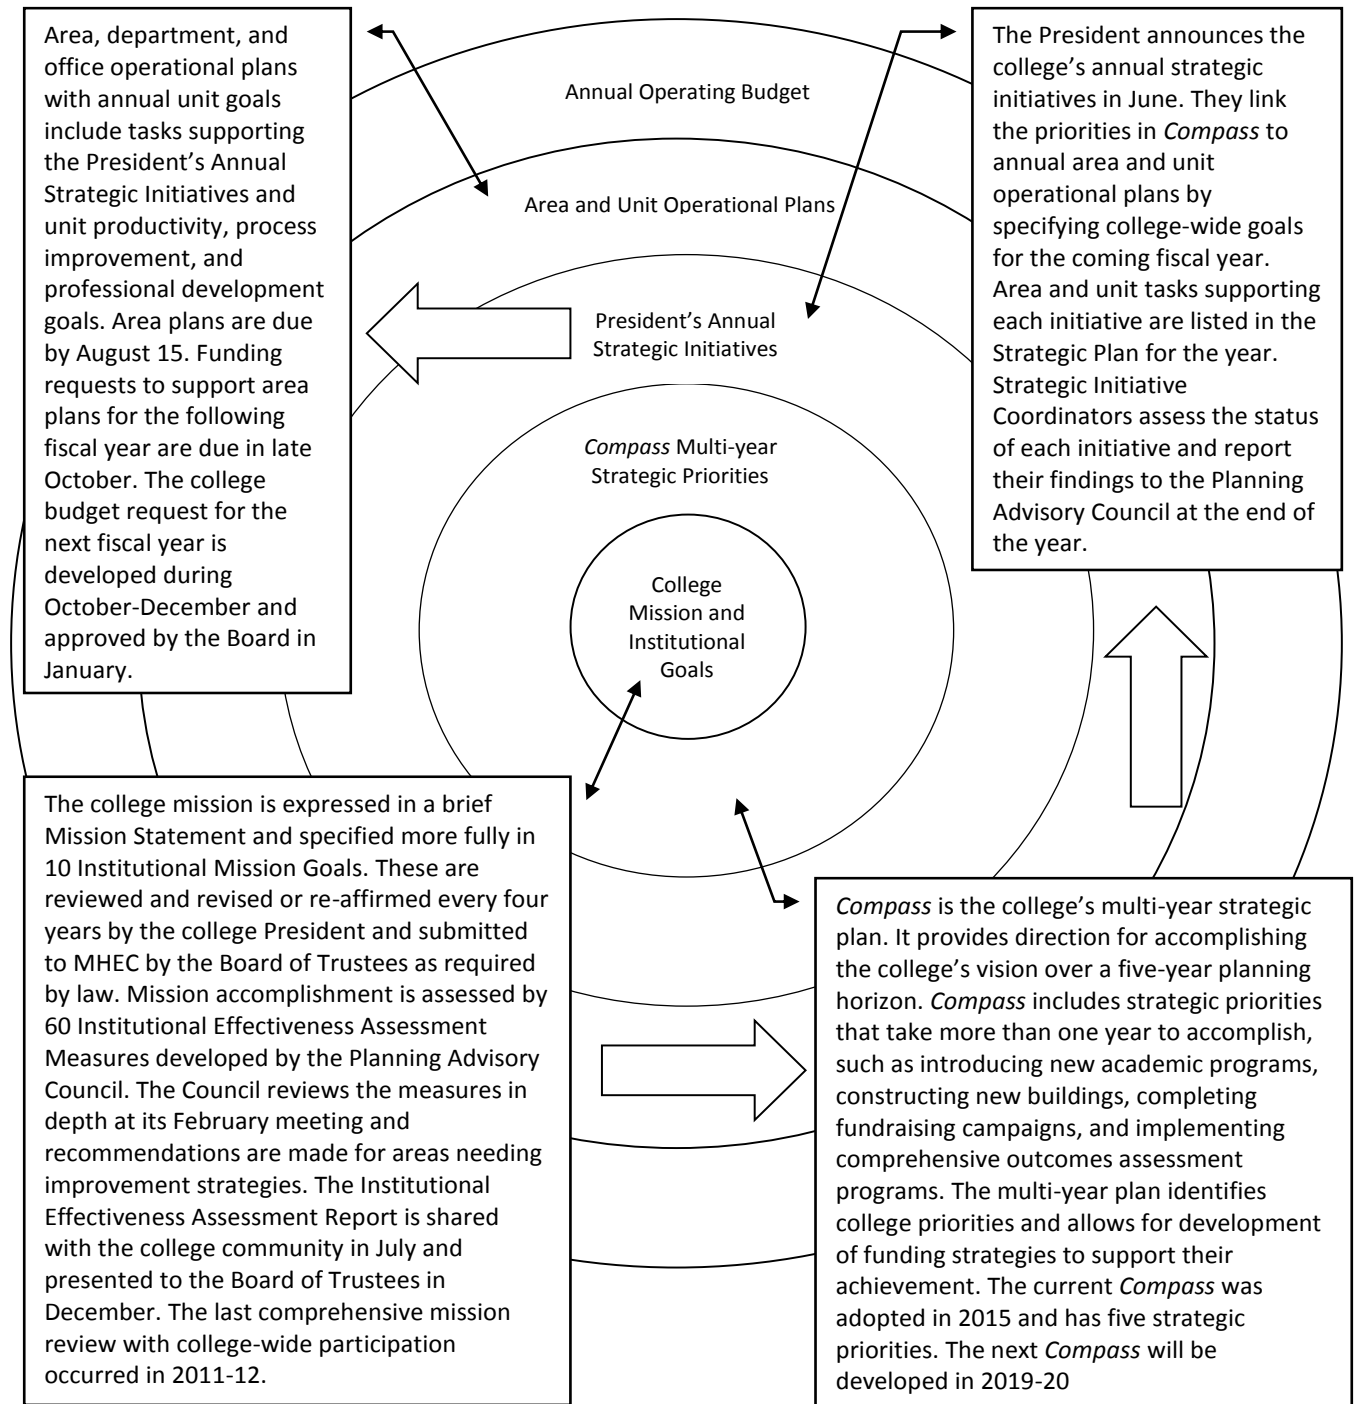 Area, department, and
office operational plans
with annual unit goals
include tasks supporting
the President’s Annual
Strategic Initiatives and
unit productivity, process
improvement, and
professional development
goals. Area plans are due
by August 15. Funding
requests to support area
plans for the following
fiscal year are due in late
October. The college
budget request for the
next fiscal year is
developed during
October-December and
approved by the Board in
January.
Annual Operating Budget
Area and Unit Operational Plans
President’s Annual
Strategic Initiatives
Compass Multi-year
Strategic Priorities
College
Mission and
Institutional
Goals
The President announces the
college’s annual strategic
initiatives in June. They link
the priorities in Compass to
annual area and unit
operational plans by
specifying college-wide goals
for the coming fiscal year.
Area and unit tasks supporting
each initiative are listed in the
Strategic Plan for the year.
Strategic Initiative
Coordinators assess the status
of each initiative and report
their findings to the Planning
Advisory Council at the end of
the year.
The college mission is expressed in a brief
Mission Statement and specified more fully in
10 Institutional Mission Goals. These are
reviewed and revised or re-affirmed every four
years by the college President and submitted
to MHEC by the Board of Trustees as required
by law. Mission accomplishment is assessed by
60 Institutional Effectiveness Assessment
Measures developed by the Planning Advisory
Council. The Council reviews the measures in
depth at its February meeting and
recommendations are made for areas needing
improvement strategies. The Institutional
Effectiveness Assessment Report is shared
with the college community in July and
presented to the Board of Trustees in
December. The last comprehensive mission
review with college-wide participation
occurred in 2011-12.
Compass is the college’s multi-year strategic
plan. It provides direction for accomplishing
the college’s vision over a five-year planning
horizon. Compass includes strategic priorities
that take more than one year to accomplish,
such as introducing new academic programs,
constructing new buildings, completing
fundraising campaigns, and implementing
comprehensive outcomes assessment
programs. The multi-year plan identifies
college priorities and allows for development
of funding strategies to support their
achievement. The current Compass was
adopted in 2015 and has five strategic
priorities. The next Compass will be
developed in 2019-20